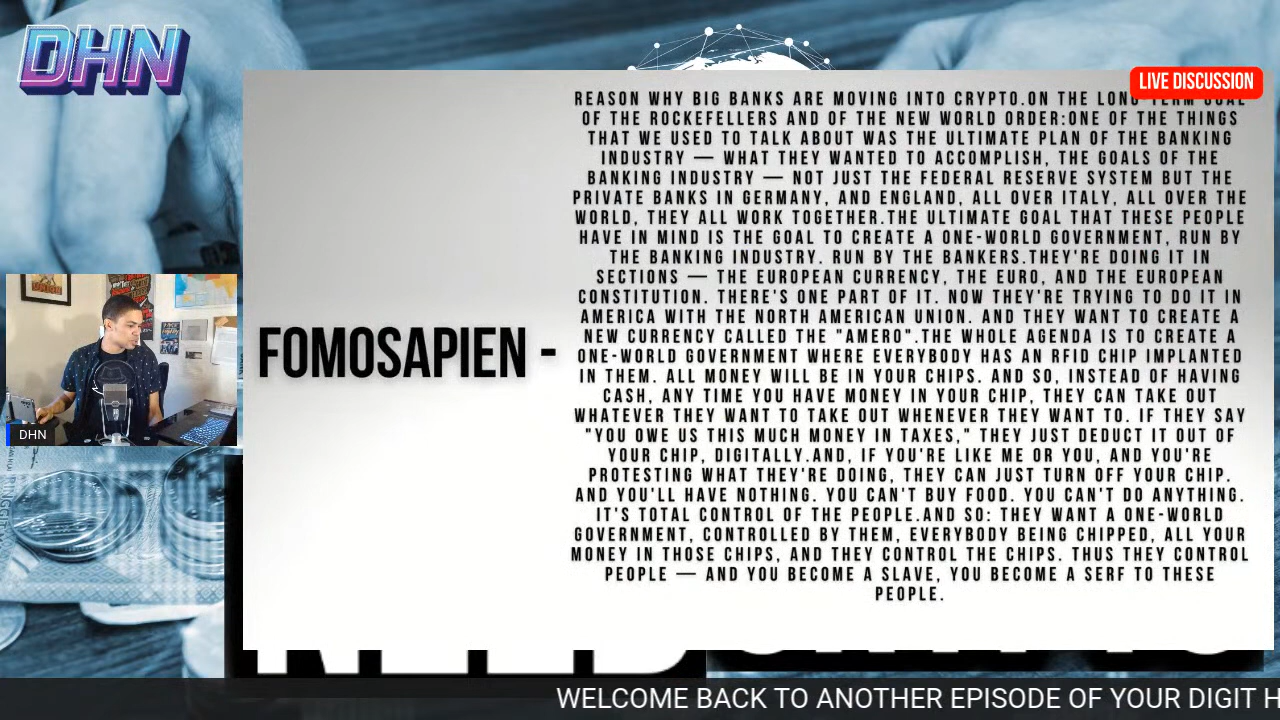 DHN
LIVE DISCUSSION
REASON WHY BIG BANKS ARE MOVING INTO CRYPTO.ON THE LONG TERM GOAL
OF THE ROCKEFELLERS AND OF THE NEW WORLD ORDER:ONE OF THE THINGS
THAT WE USED TO TALK ABOUT WAS THE ULTIMATE PLAN OF THE BANKING
INDUSTRY — WHAT THEY WANTED TO ACCOMPLISH, THE GOALS OF THE
BANKING INDUSTRY — NOT JUST THE FEDERAL RESERVE SYSTEM BUT THE
PRIVATE BANKS IN GERMANY, AND ENGLAND, ALL OVER ITALY, ALL OVER THE
WORLD, THEY ALL WORK TOGETHER.THE ULTIMATE GOAL THAT THESE PEOPLE
HAVE IN MIND IS THE GOAL TO CREATE A ONE-WORLD GOVERNMENT, RUN BY
THE BANKING INDUSTRY. RUN BY THE BANKERS.THEY'RE DOING IT IN
SECTIONS — THE EUROPEAN CURRENCY, THE EURO, AND THE EUROPEAN
CONSTITUTION. THERE'S ONE PART OF IT. NOW THEY'RE TRYING TO DO IT IN
AMERICA WITH THE NORTH AMERICAN UNION. AND THEY WANT TO CREATE A
NEW CURRENCY CALLED THE "AMERO".THE WHOLE AGENDA IS TO CREATE A
ONE-WORLD GOVERNMENT WHERE EVERYBODY HAS AN RFID CHIP IMPLANTED
IN THEM. ALL MONEY WILL BE IN YOUR CHIPS. AND SO, INSTEAD OF HAVING
CASH, ANY TIME YOU HAVE MONEY IN YOUR CHIP, THEY CAN TAKE OUT
WHATEVER THEY WANT TO TAKE OUT WHENEVER THEY WANT TO. IF THEY SAY
"YOU OWE US THIS MUCH MONEY IN TAXES," THEY JUST DEDUCT IT OUT OF
YOUR CHIP, DIGITALLY.AND, IF YOU'RE LIKE ME OR YOU, AND YOU'RE
PROTESTING WHAT THEY'RE DOING, THEY CAN JUST TURN OFF YOUR CHIP.
AND YOU'LL HAVE NOTHING. YOU CAN'T BUY FOOD. YOU CAN'T DO ANYTHING.
IT'S TOTAL CONTROL OF THE PEOPLE.AND SO: THEY WANT A ONE-WORLD
GOVERNMENT, CONTROLLED BY THEM, EVERYBODY BEING CHIPPED, ALL YOUR
MONEY IN THOSE CHIPS, AND THEY CONTROL THE CHIPS. THUS THEY CONTROL
PEOPLE — AND YOU BECOME A SLAVE, YOU BECOME A SERF TO THESE
PEOPLE.
FOMOSAPIEN -
DHN
WELCOME BACK TO ANOTHER EPISODE OF YOUR DIGIT H